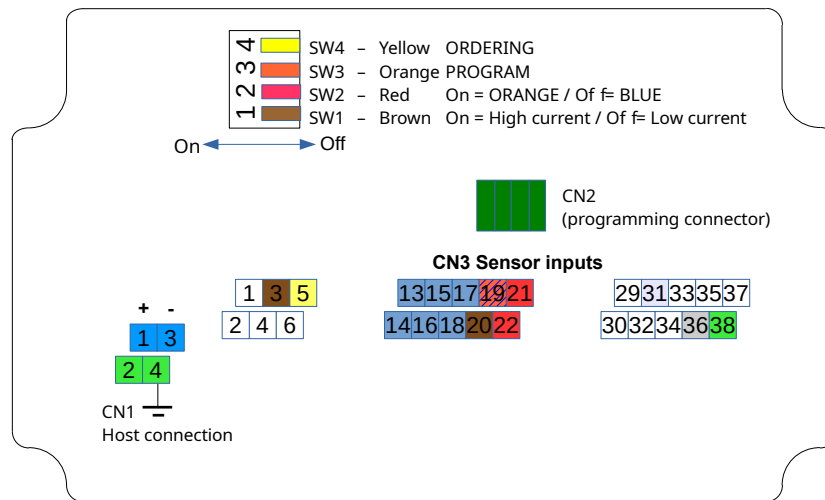 4 SW4 – Yellow ORDERING
3 SW3 – Orange PROGRAM
2 SW2 – Red On = ORANGE / Of f= BLUE
1 SW1 – Brown On = High current / Of f= Low current
On Off
CN2
(programming connector)
CN3 Sensor inputs
1 3 5
13 15 17 19 21
29 31 33 35 37
2 4 6
14 16 18 20 22
30 32 34 36 38
+ -
1 3
2 4
CN1
Host connection